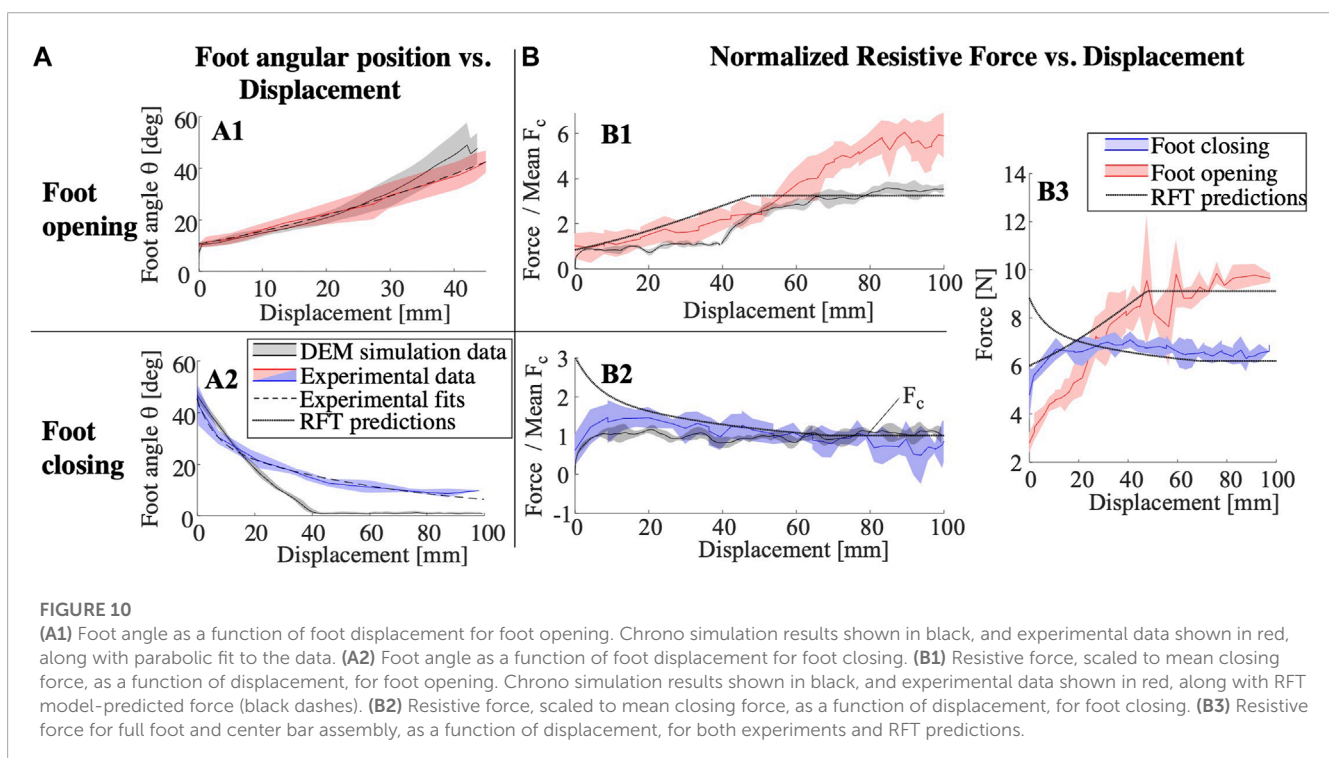 A
Foot angular position vs.
Displacement
B
Normalized Resistive Force vs. Displacement
Foot
opening
A1
Foot angle θ [deg]
60
40
20
0
0 10 20 30 40
Displacement [mm]
B1
Force / Mean F_c
6
4
2
0
0 20 40 60 80 100
Displacement [mm]
Foot closing
Foot opening
RFT predictions
B3
Force [N]
14
12
10
8
6
4
2
0 20 40 60 80 100
Displacement [mm]
Foot
closing
A2
Foot angle θ [deg]
60
40
20
0
0 20 40 60 80 100
Displacement [mm]
DEM simulation data
Experimental data
Experimental fits
RFT predictions
B2
F_c
Force / Mean F_c
3
2
1
0
-1
0 20 40 60 80 100
Displacement [mm]
FIGURE 10
(A1) Foot angle as a function of foot displacement for foot opening. Chrono simulation results shown in black, and experimental data shown in red,
along with parabolic fit to the data. (A2) Foot angle as a function of foot displacement for foot closing. (B1) Resistive force, scaled to mean closing
force, as a function of displacement, for foot opening. Chrono simulation results shown in black, and experimental data shown in red, along with RFT
model-predicted force (black dashes). (B2) Resistive force, scaled to mean closing force, as a function of displacement, for foot closing. (B3) Resistive
force for full foot and center bar assembly, as a function of displacement, for both experiments and RFT predictions.